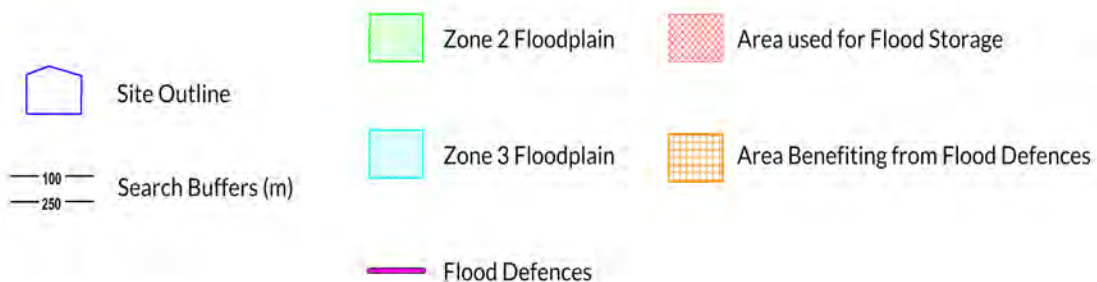 Site Outline
100
250
Search Buffers (m)
Zone 2 Floodplain
Zone 3 Floodplain
Flood Defences
Area used for Flood Storage
Area Benefiting from Flood Defences